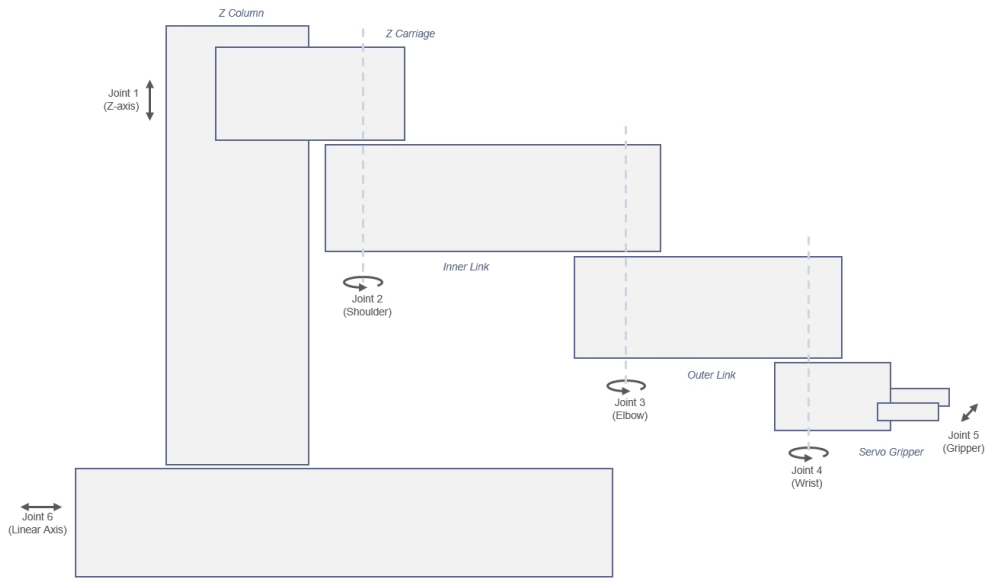 Z Column
Z Carriage
Joint 1
(Z-axis)
Inner Link
Joint 2
(Shoulder)
Outer Link
Joint 3
(Elbow)
Joint 5
(Gripper)
Servo Gripper
Joint 4
(Wrist)
Joint 6
(Linear Axis)